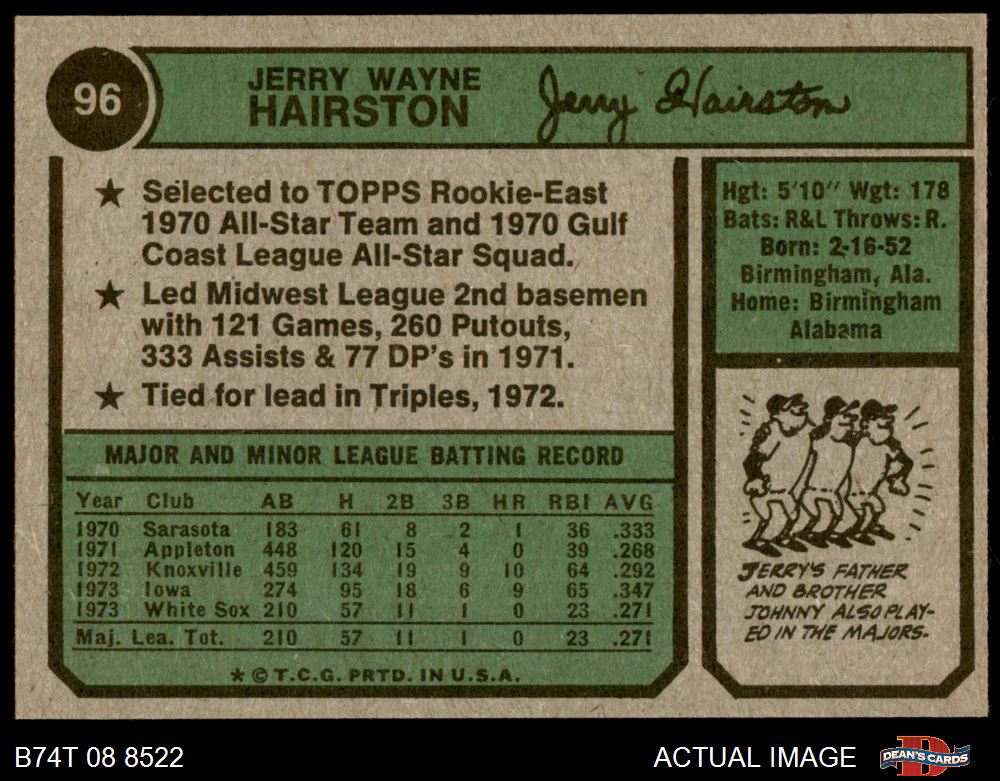 96
JERRY WAYNE
HAIRSTON
Jerry Hairston
★ Selected to TOPPS Rookie-East
1970 All-Star Team and 1970 Gulf
Coast League All-Star Squad.
★ Led Midwest League 2nd basemen
with 121 Games, 260 Putouts,
333 Assists & 77 DP's in 1971.
★ Tied for lead in Triples, 1972.
MAJOR AND MINOR LEAGUE BATTING RECORD
Year Club AB H 2B 3B HR RBI AVG
1970 Sarasota 183 61 8 2 1 36 .333
1971 Appleton 448 120 15 4 0 39 .268
1972 Knoxville 459 134 19 9 10 64 .292
1973 Iowa 274 95 18 6 9 65 .347
1973 White Sox 210 57 11 1 0 23 .271
Maj. Lea. Tot. 210 57 11 1 0 23 .271
★ © T.C.G. PRTD. IN U.S.A.
Hgt: 5'10″ Wgt: 178
Bats: R&L Throws: R.
Born: 2-16-52
Birmingham, Ala.
Home: Birmingham
Alabama
JERRY'S FATHER
AND BROTHER
JOHNNY ALSO PLAY-
ED IN THE MAJORS.
B74T 08 8522
ACTUAL IMAGE
DEAN'S CARDS